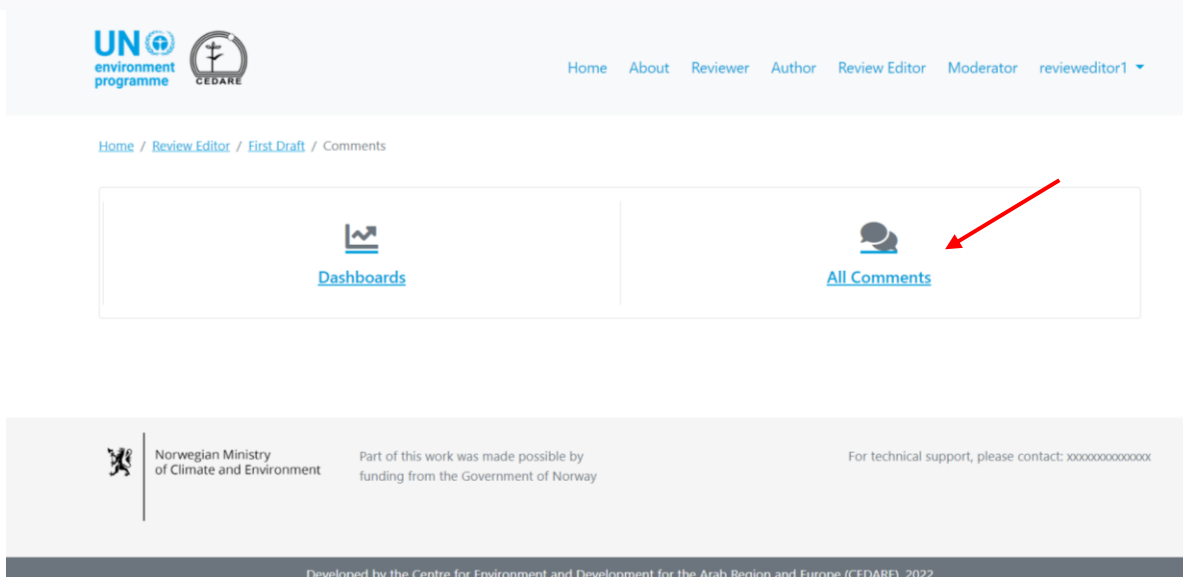 UN
environment
programme
CEDARE
Home About Reviewer Author Review Editor Moderator revieweditor1
Home / Review Editor / First Draft / Comments
Dashboards
All Comments
Norwegian Ministry
of Climate and Environment
Part of this work was made possible by
funding from the Government of Norway
For technical support, please contact: xxxxxxxxxxxxxx
Developed by the Centre for Environment and Development for the Arab Region and Europe (CEDARE), 2022